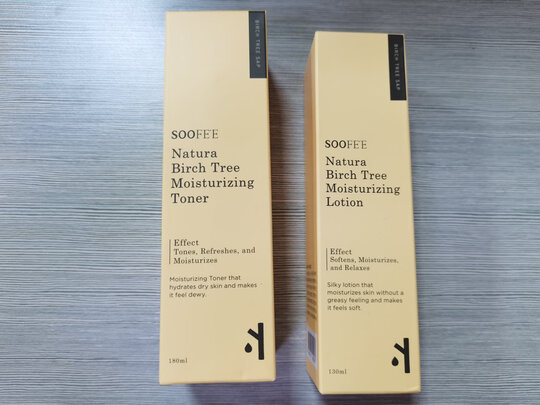 BIRCH TREE SAP
SOOFEE
Natura
Birch Tree
Moisturizing
Toner
Effect
Tones, Refreshes, and
Moisturizes
Moisturizing Toner that
hydrates dry skin and makes
it feel dewy.
180ml
BIRCH TREE SAP
SOOFEE
Natura
Birch Tree
Moisturizing
Lotion
Effect
Softens, Moisturizes,
and Relaxes
Silky lotion that
moisturizes skin without a
greasy feeling and makes
it feels soft.
130ml